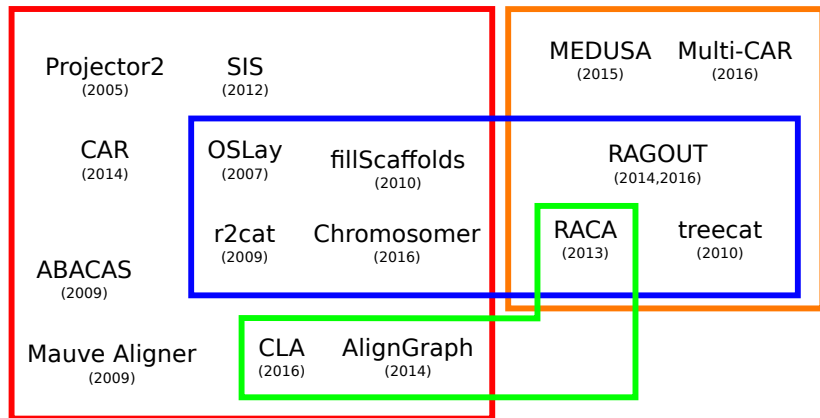 Projector2
(2005)
SIS
(2012)
MEDUSA
(2015)
Multi-CAR
(2016)
CAR
(2014)
OSLay
(2007)
fillScaffolds
(2010)
RAGOUT
(2014,2016)
r2cat
(2009)
Chromosomer
(2016)
RACA
(2013)
treecat
(2010)
ABACAS
(2009)
Mauve Aligner
(2009)
CLA
(2016)
AlignGraph
(2014)